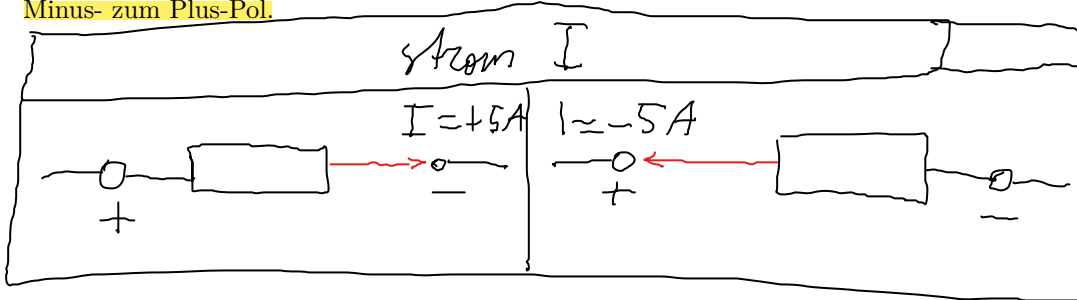 Minus- zum Plus-Pol.
strom I
I=+5A
I=-5A
+
-
+
-